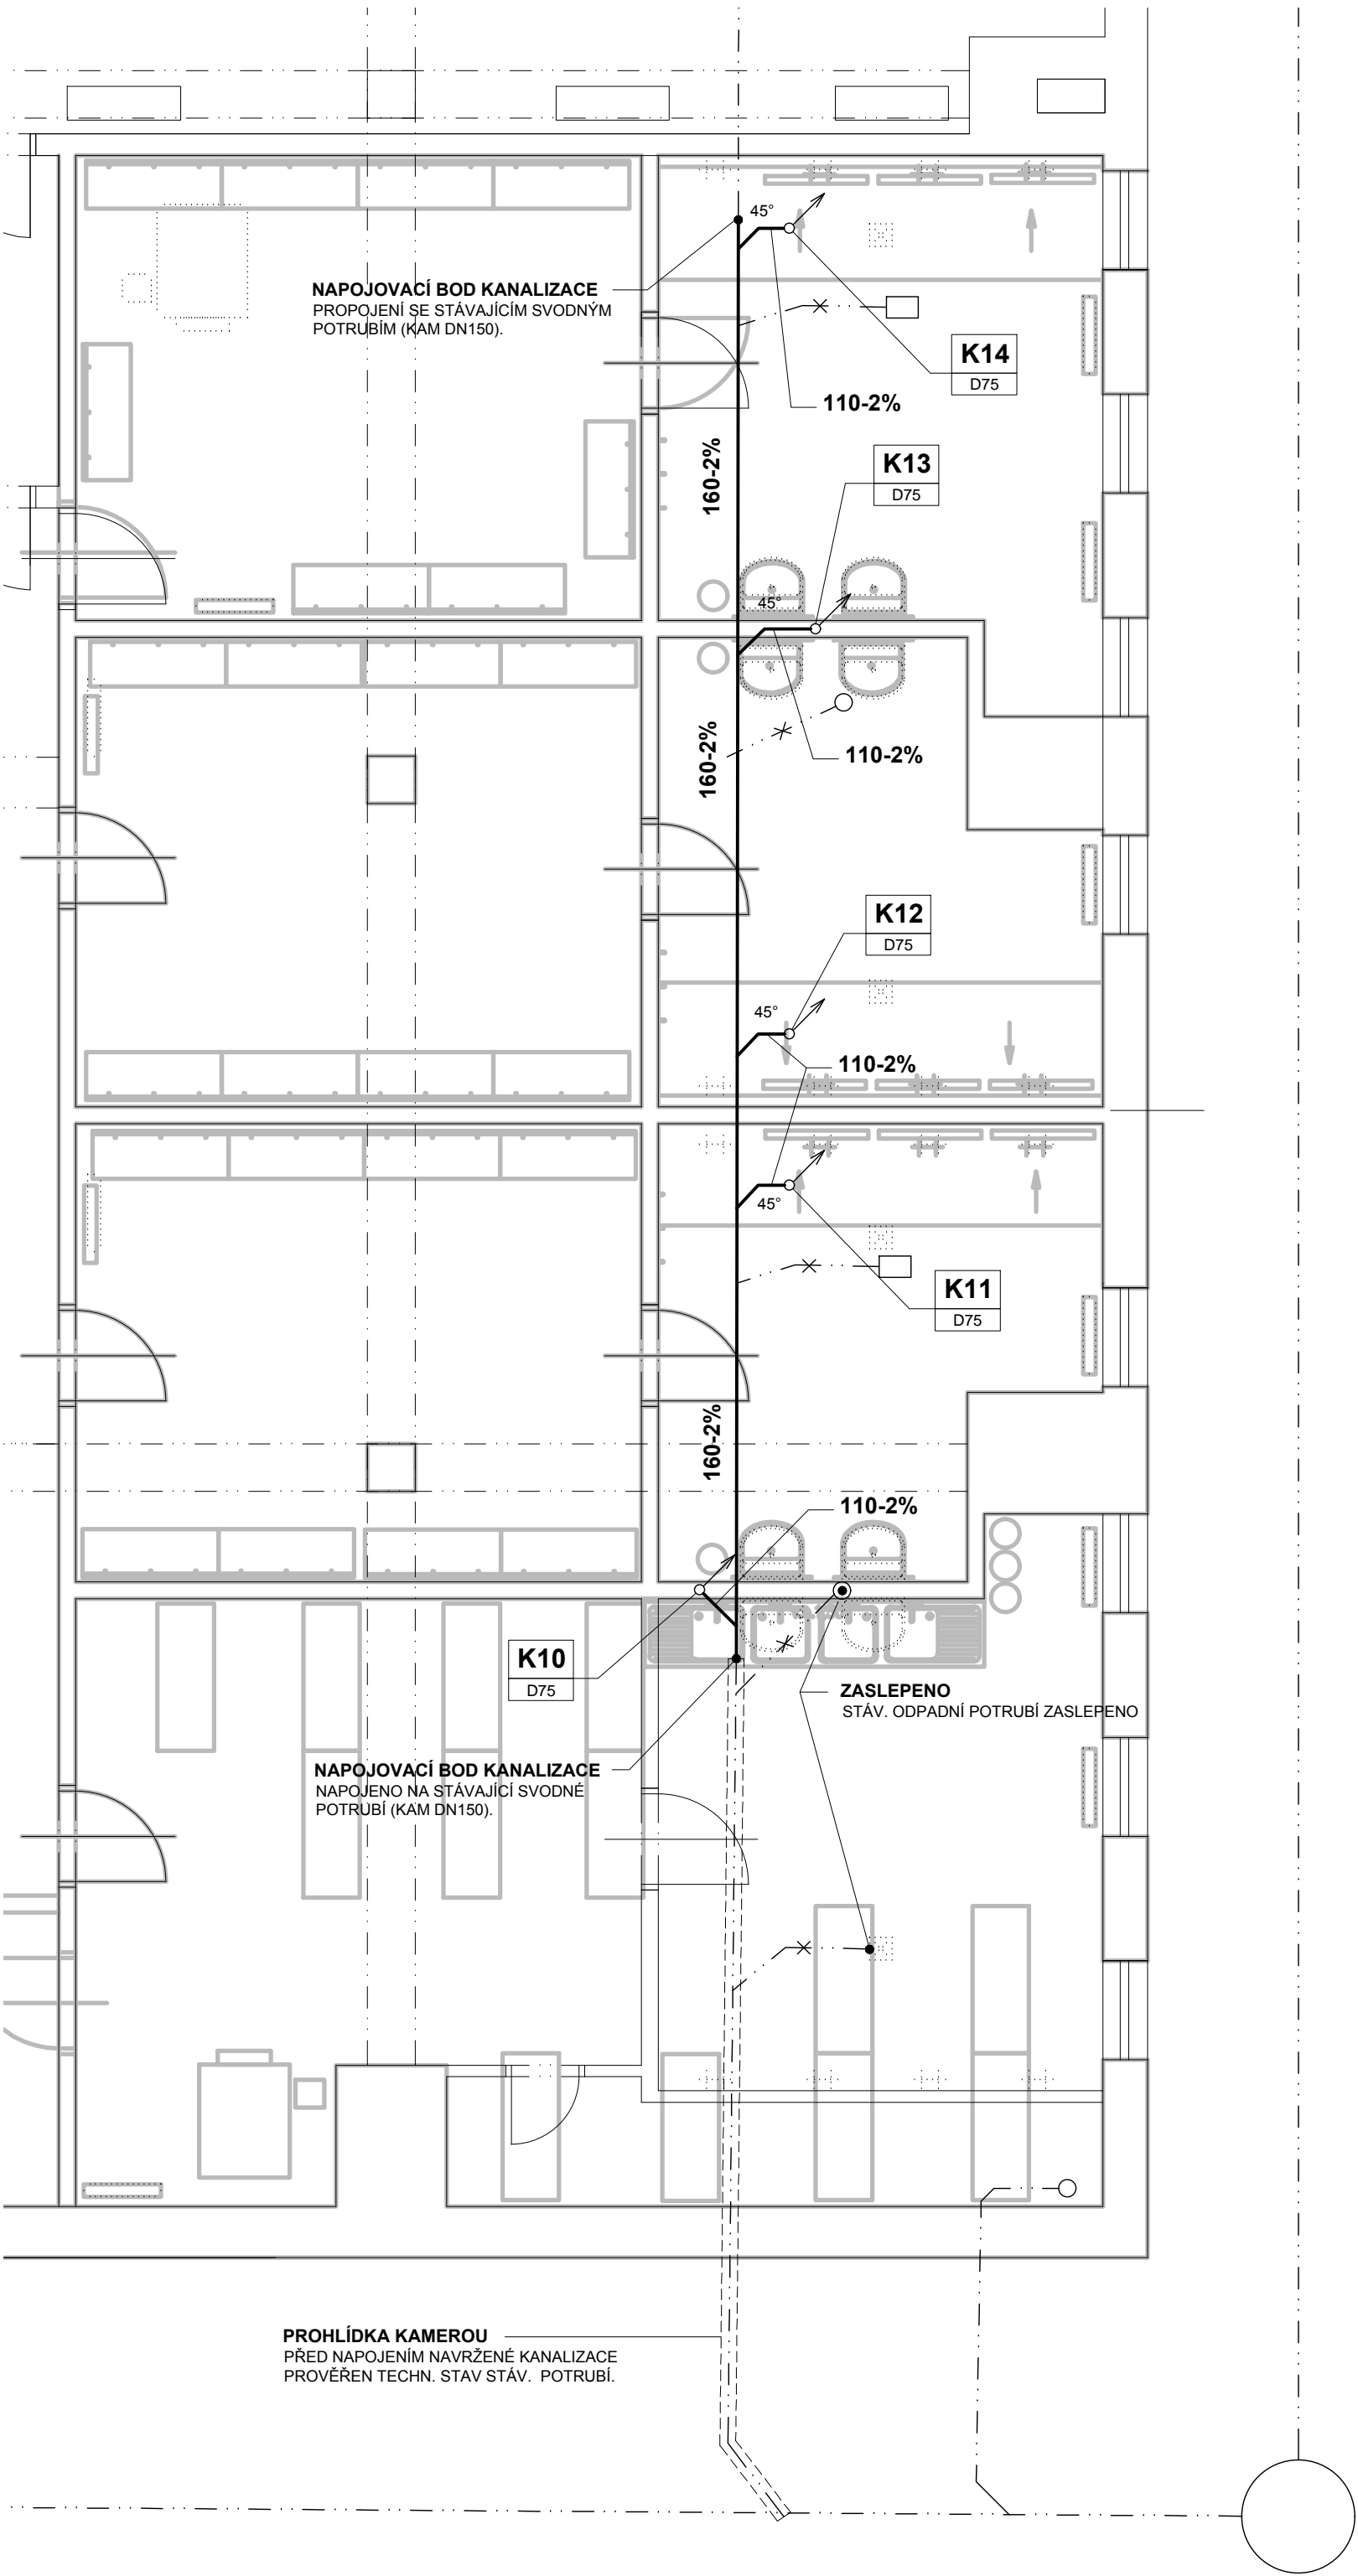 45°
NAPOJOVACÍ BOD KANALIZACE
PROPOJENÍ SE STÁVAJÍCÍM SVODNÝM
POTRUBÍM (KAM DN150).
K14
D75
110-2%
160-2%
K13
D75
45°
160-2%
110-2%
K12
D75
45°
110-2%
45°
K11
D75
160-2%
110-2%
K10
D75
ZASLEPENO
STÁV. ODPADNÍ POTRUBÍ ZASLEPENO
NAPOJOVACÍ BOD KANALIZACE
NAPOJENO NA STÁVAJÍCÍ SVODNÉ
POTRUBÍ (KAM DN150).
PROHLÍDKA KAMEROU
PŘED NAPOJENÍM NAVRŽENÉ KANALIZACE
PROVĚŘEN TECHN. STAV STÁV. POTRUBÍ.